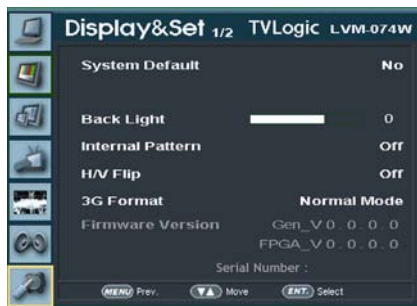 Display&Set 1/2 TVLogic LVM-074W
System Default No
Back Light 0
Internal Pattern Off
H/V Flip Off
3G Format Normal Mode
Firmware Version Gen_V 0 . 0 . 0 . 0
FPGA_V 0 . 0 . 0 . 0
Serial Number :
MENU Prev. ▼▲ Move ENT. Select